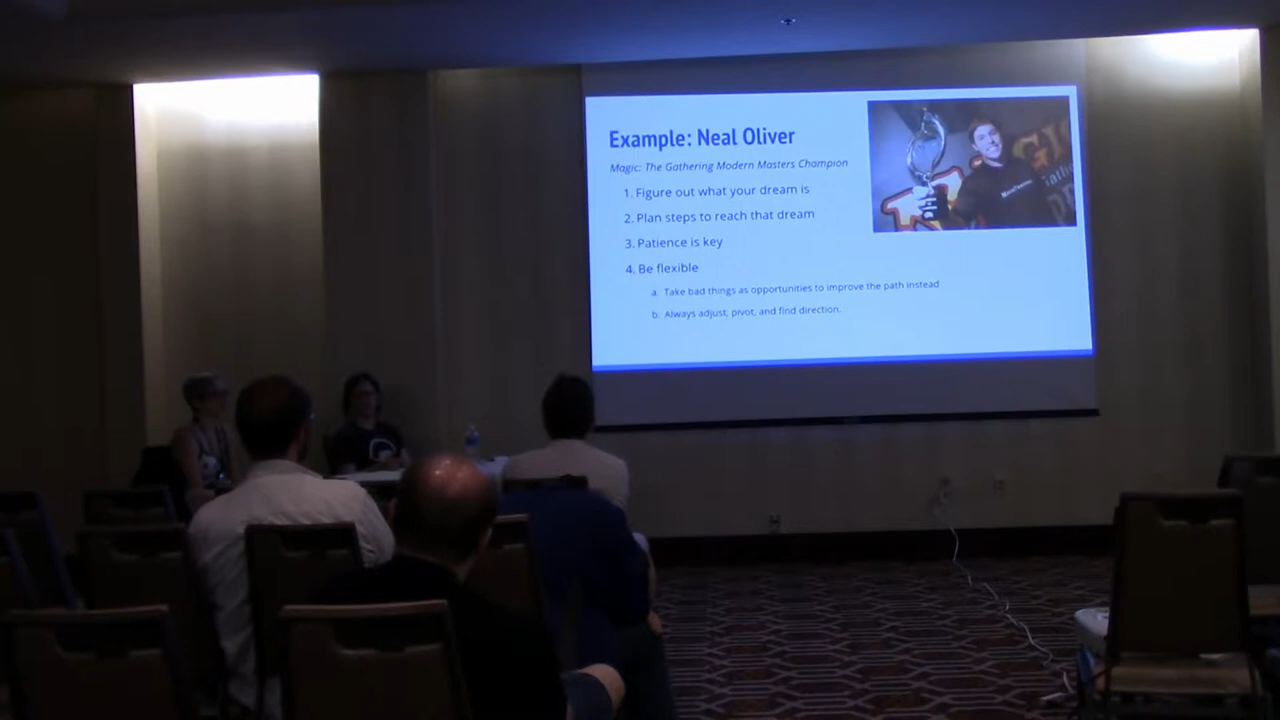 Example: Neal Oliver
Magic: The Gathering Modern Masters Champion
1. Figure out what your dream is
2. Plan steps to reach that dream
3. Patience is key
4. Be flexible
a. Take bad things as opportunities to improve the path instead
b. Always adjust, pivot, and find direction.